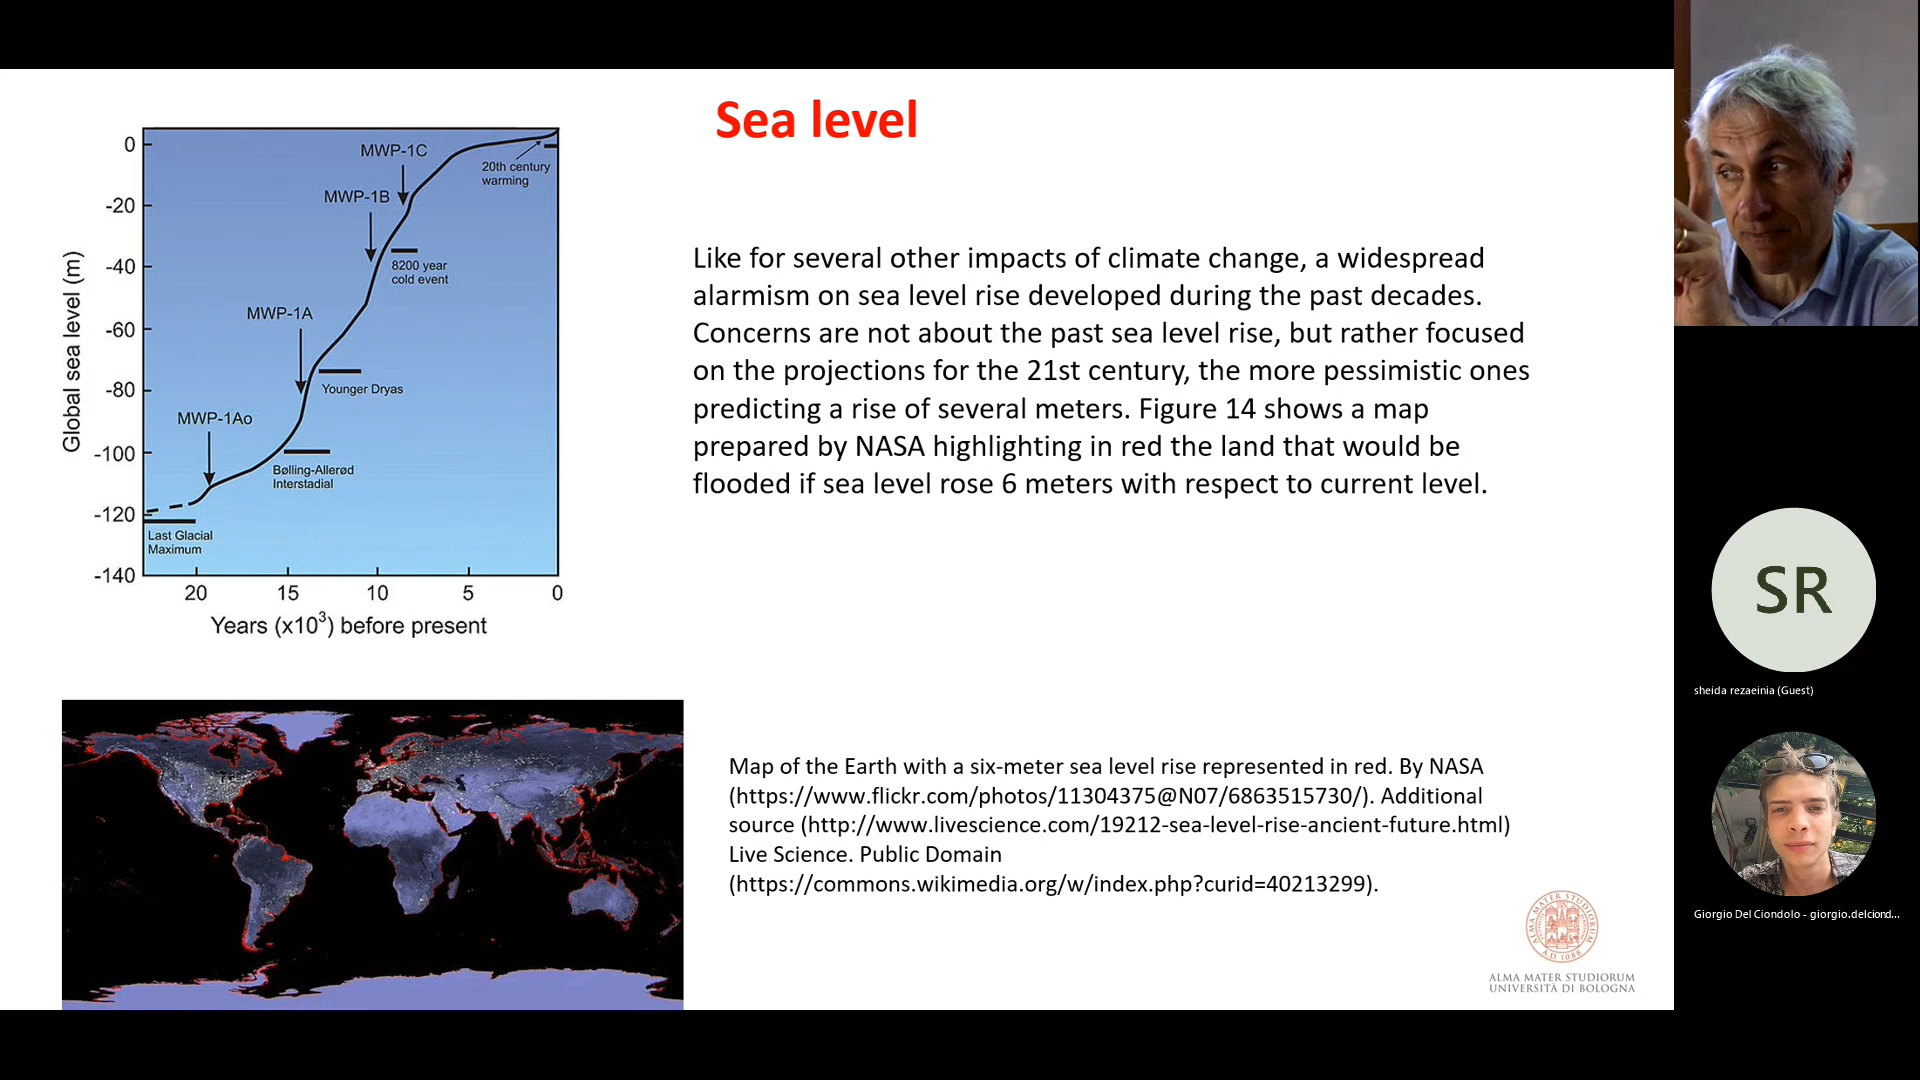 Sea level
0
-20
-40
-60
-80
-100
-120
-140
Global sea level (m)
MWP-1C
20th century
warming
MWP-1B
8200 year
cold event
MWP-1A
Younger Dryas
MWP-1Ao
Bølling-Allerød
Interstadial
Last Glacial
Maximum
20 15 10 5 0
Years (x10³) before present
Like for several other impacts of climate change, a widespread
alarmism on sea level rise developed during the past decades.
Concerns are not about the past sea level rise, but rather focused
on the projections for the 21st century, the more pessimistic ones
predicting a rise of several meters. Figure 14 shows a map
prepared by NASA highlighting in red the land that would be
flooded if sea level rose 6 meters with respect to current level.
Map of the Earth with a six-meter sea level rise represented in red. By NASA
(https://www.flickr.com/photos/11304375@N07/6863515730/). Additional
source (http://www.livescience.com/19212-sea-level-rise-ancient-future.html)
Live Science. Public Domain
(https://commons.wikimedia.org/w/index.php?curid=40213299).
ALMA MATER STUDIORUM
A.D. 1088
ALMA MATER STUDIORUM
UNIVERSITÀ DI BOLOGNA
SR
sheida rezaeinia (Guest)
Giorgio Del Ciondolo - giorgio.delciond...